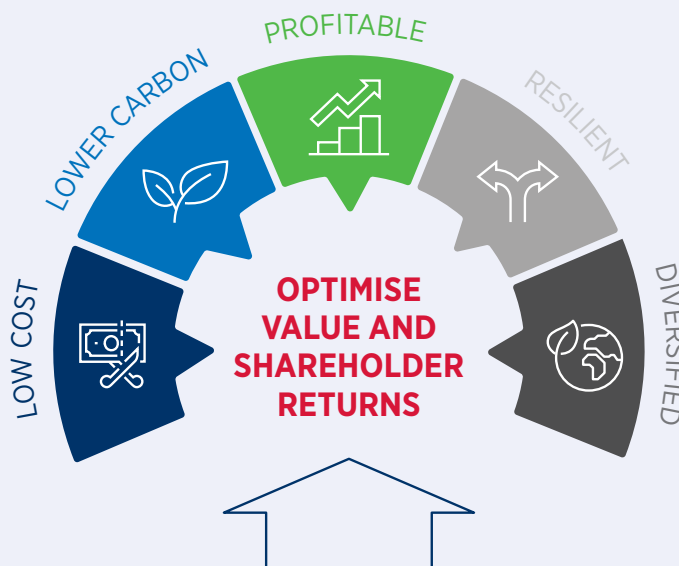 LOW COST
LOWER CARBON
PROFITABLE
RESILIENT
DIVERSIFIED
OPTIMISE
VALUE AND
SHAREHOLDER
RETURNS